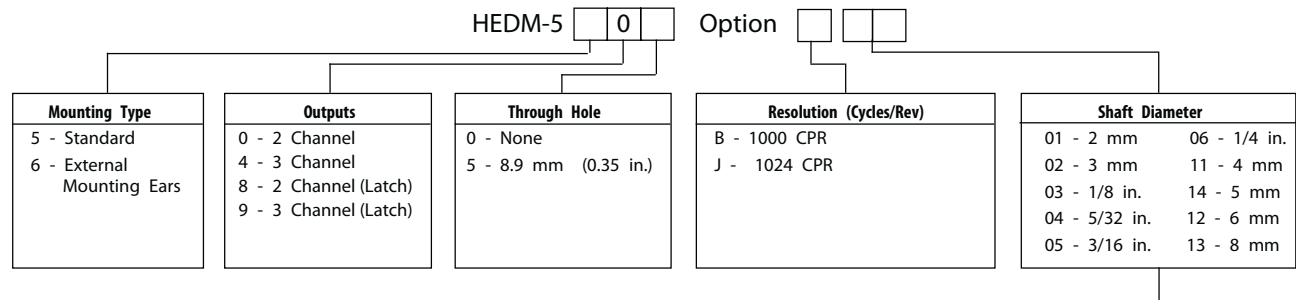 HEDM-5 0 Option
Mounting Type
5 - Standard
6 - External
Mounting Ears
Outputs
0 - 2 Channel
4 - 3 Channel
8 - 2 Channel (Latch)
9 - 3 Channel (Latch)
Through Hole
0 - None
5 - 8.9 mm (0.35 in.)
Resolution (Cycles/Rev)
B - 1000 CPR
J - 1024 CPR
Shaft Diameter
01 - 2 mm 06 - 1/4 in.
02 - 3 mm 11 - 4 mm
03 - 1/8 in. 14 - 5 mm
04 - 5/32 in. 12 - 6 mm
05 - 3/16 in. 13 - 8 mm